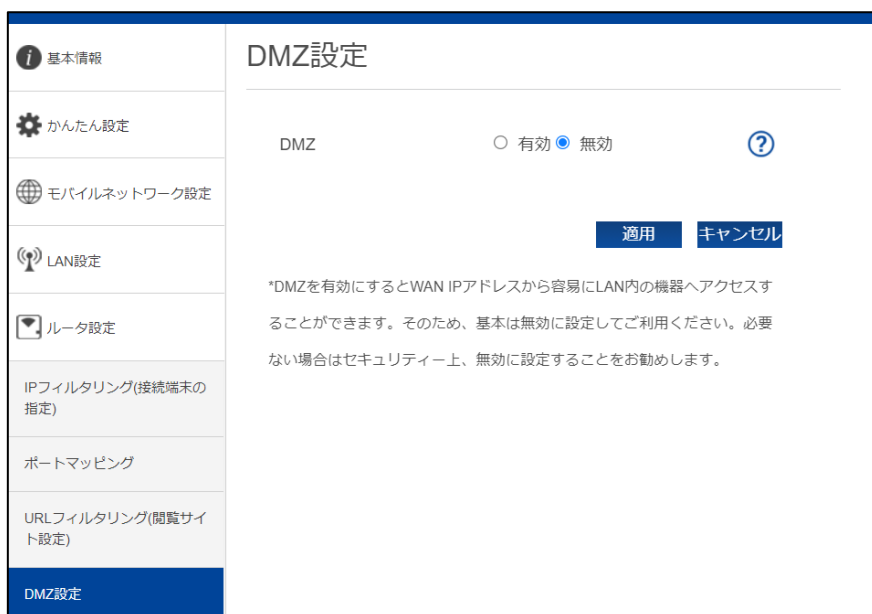 基本情報
かんたん設定
モバイルネットワーク設定
LAN設定
ルータ設定
IPフィルタリング(接続端末の
指定)
ポートマッピング
URLフィルタリング(閲覧サイ
ト設定)
DMZ設定
DMZ設定
DMZ 有効 無効 ?
適用 キャンセル
*DMZを有効にするとWAN IPアドレスから容易にLAN内の機器へアクセスす
ることができます。そのため、基本は無効に設定してご利用ください。必要
ない場合はセキュリティー上、無効に設定することをお勧めします。